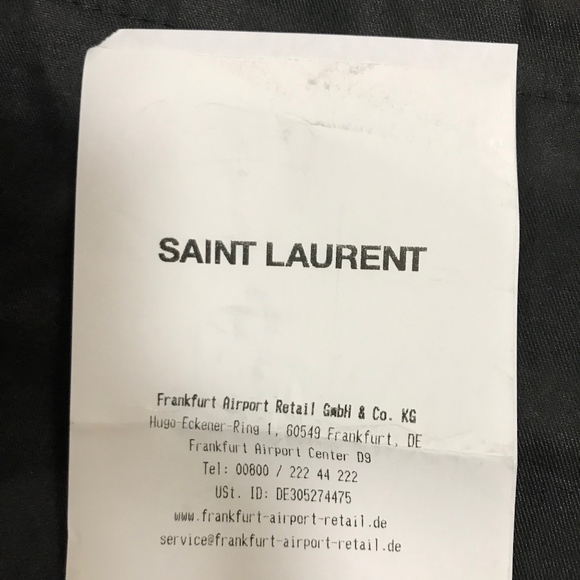 SAINT LAURENT
Frankfurt Airport Retail GmbH & Co. KG
Hugo-Eckener-Ring 1, 60549 Frankfurt, DE
Frankfurt Airport Center D9
Tel: 00800 / 222 44 222
USt. ID: DE305274475
www.frankfurt-airport-retail.de
service@frankfurt-airport-retail.de